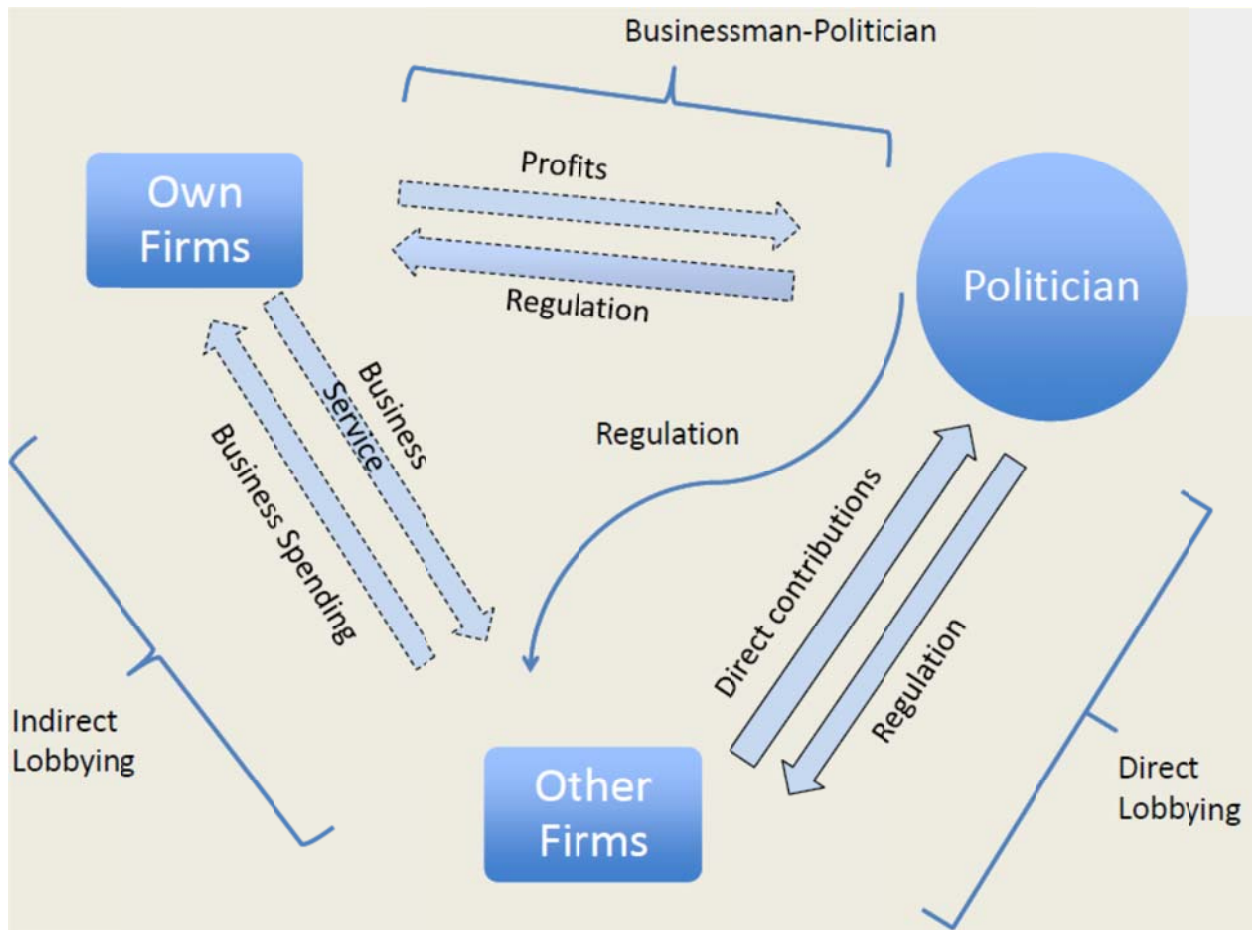 Businessman-Politician
Profits
Own
Firms
Politician
Regulation
Business
Service
Business Spending
Regulation
Direct contributions
Regulation
Indirect
Lobbying
Other
Firms
Direct
Lobbying